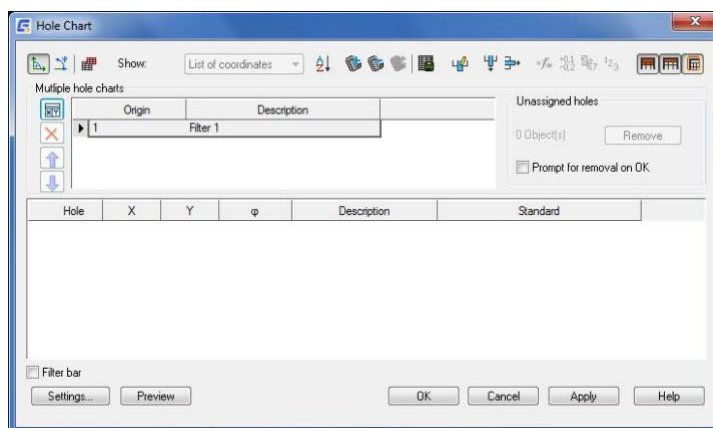 Hole Chart
Show: List of coordinates
Mutliple hole charts
Origin Description
1 Filter 1
Unassigned holes
0 Object(s) Remove
Prompt for removal on OK
Hole X Y φ Description Standard
Filter bar
Settings... Preview OK Cancel Apply Help